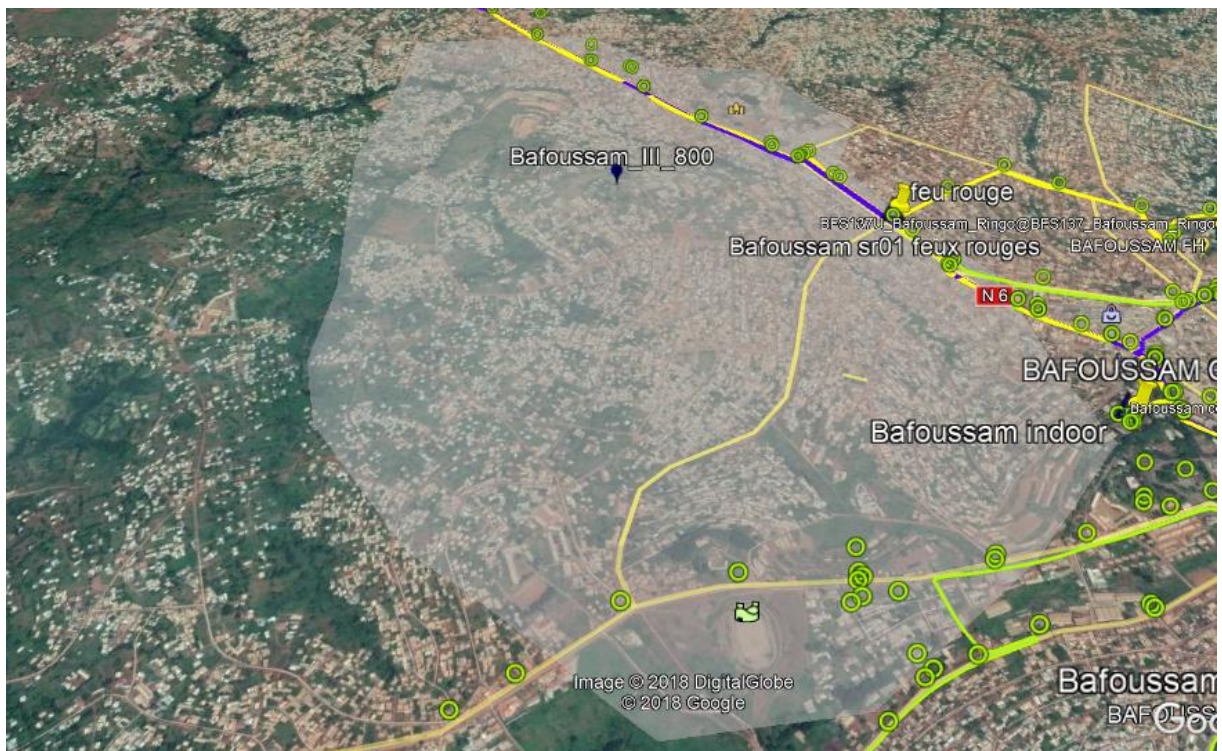 Bafoussam_III_800
feu rouge
BFS137U_Bafoussam_Ringo@BFS137_Bafoussam_Ringo
Bafoussam sr01 feux rouges
BAFOUSSAM FH
N 6
BAFOUSSAM
Bafoussam
Bafoussam indoor
Image © 2018 DigitalGlobe
© 2018 Google
Bafoussam